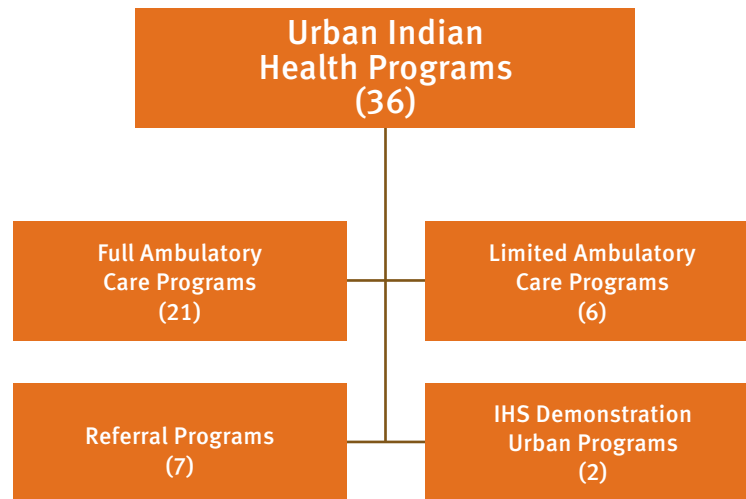 Urban Indian
Health Programs
(36)
Full Ambulatory
Care Programs
(21)
Limited Ambulatory
Care Programs
(6)
Referral Programs
(7)
IHS Demonstration
Urban Programs
(2)